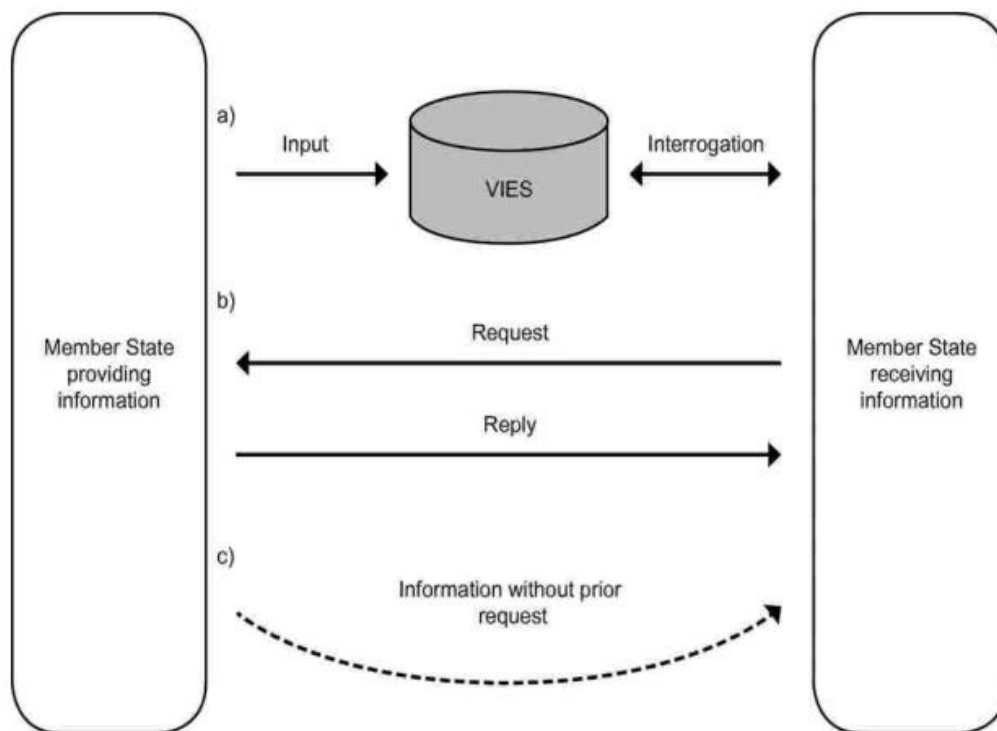 a)
Input
VIES
Interrogation
b)
Request
Member State
providing
information
Member State
receiving
information
Reply
c)
Information without prior
request